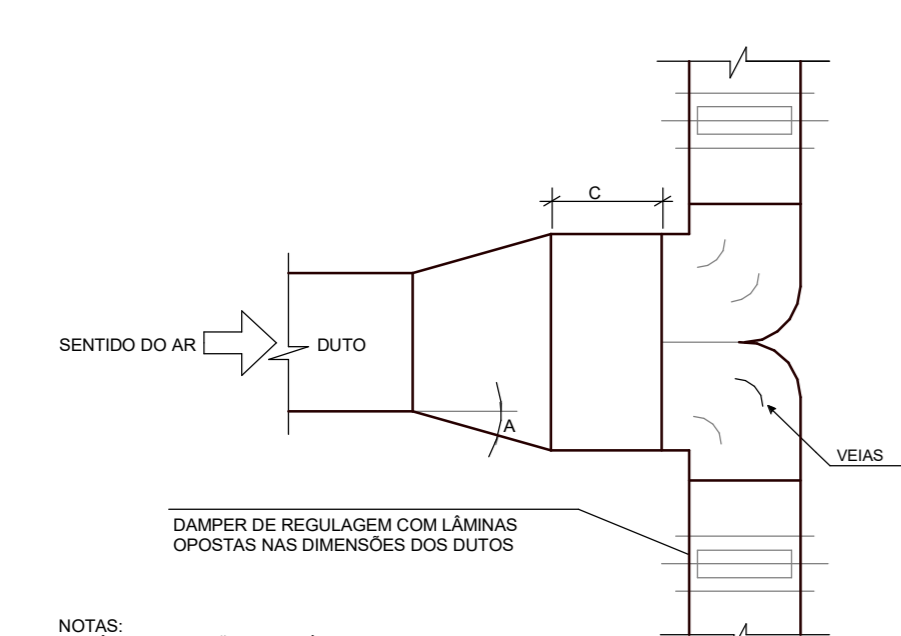 C
SENTIDO DO AR
DUTO
A
VEIAS
DAMPER DE REGULAGEM COM LÂMINAS
OPOSTAS NAS DIMENSÕES DOS DUTOS
NOTAS: